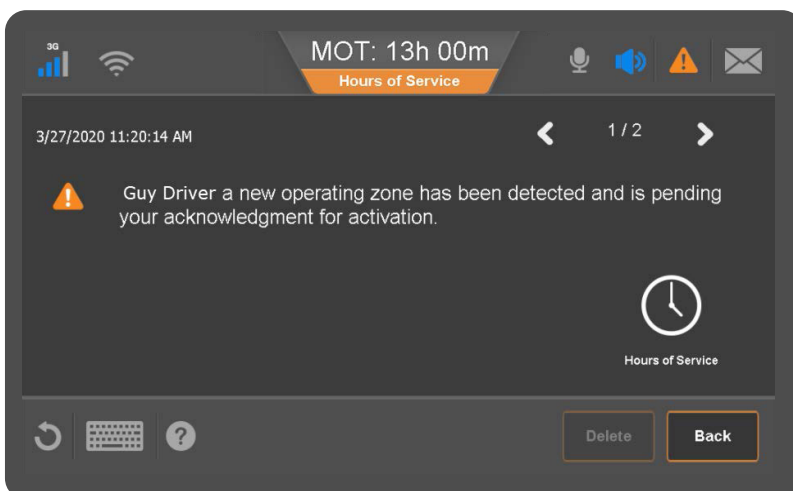 3G
MOT: 13h 00m
Hours of Service
3/27/2020 11:20:14 AM
1 / 2
Guy Driver a new operating zone has been detected and is pending
your acknowledgment for activation.
Hours of Service
?
Delete
Back